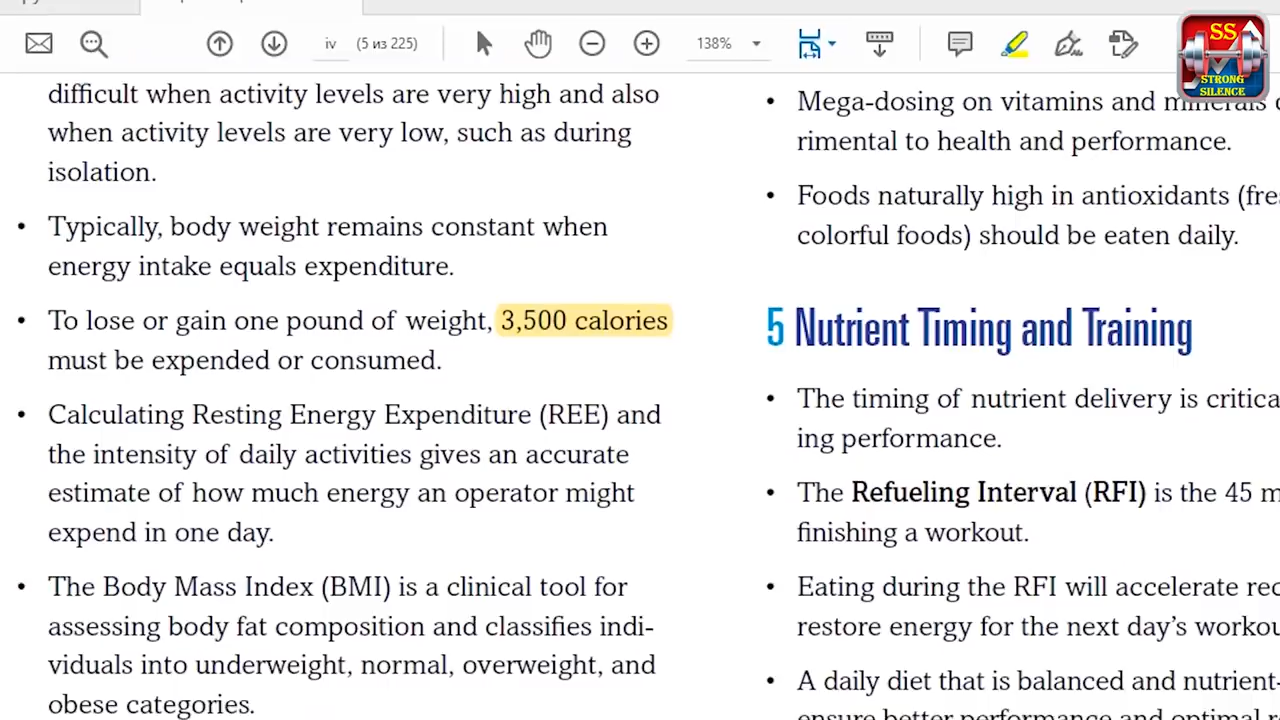 iv (5 из 225)
138%
SS
STRONG
SILENCE
difficult when activity levels are very high and also
when activity levels are very low, such as during
isolation.
• Typically, body weight remains constant when
energy intake equals expenditure.
• To lose or gain one pound of weight, 3,500 calories
must be expended or consumed.
• Calculating Resting Energy Expenditure (REE) and
the intensity of daily activities gives an accurate
estimate of how much energy an operator might
expend in one day.
• The Body Mass Index (BMI) is a clinical tool for
assessing body fat composition and classifies indi-
viduals into underweight, normal, overweight, and
obese categories.
• Mega-dosing on vitamins and minerals
rimental to health and performance.
• Foods naturally high in antioxidants
colorful foods) should be eaten daily.
5 Nutrient Timing and Training
• The timing of nutrient delivery is
ing performance.
• The Refueling Interval (RFI) is the 45
finishing a workout.
• Eating during the RFI will accelerate
restore energy for the next day's
• A daily diet that is balanced and nutrient-
ensure better performance and optimal